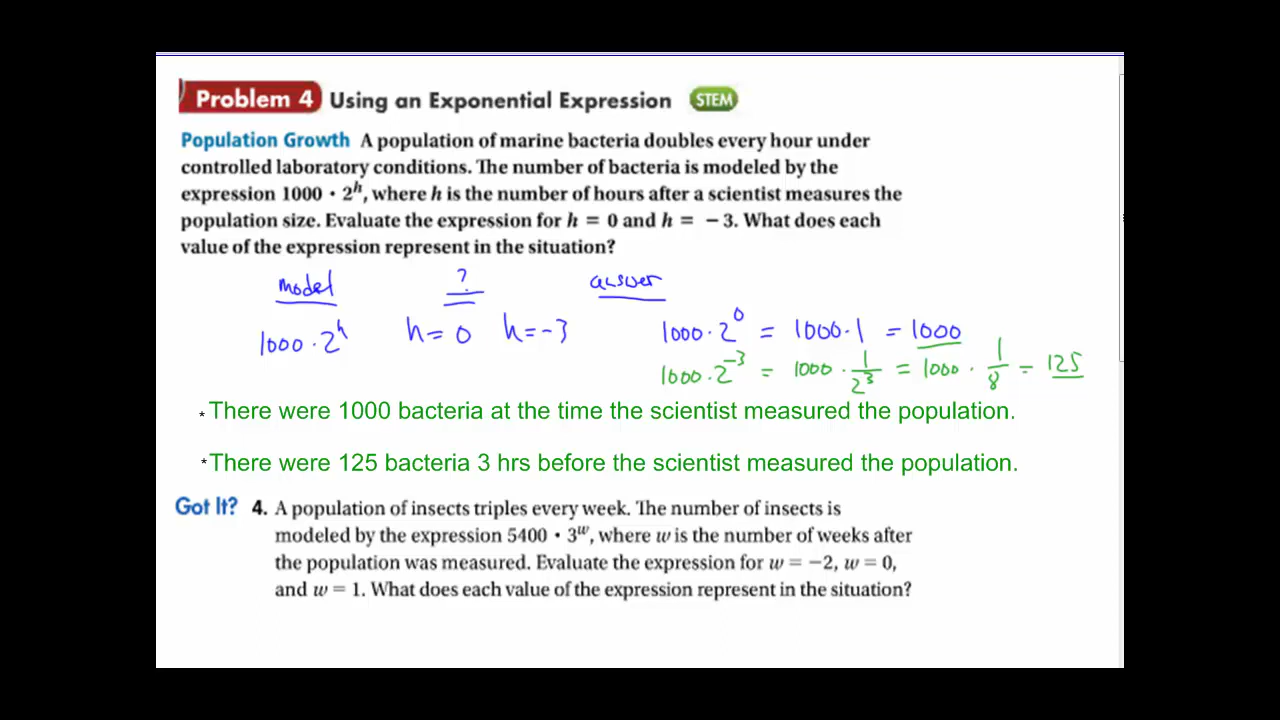 Problem 4 Using an Exponential Expression STEM
Population Growth A population of marine bacteria doubles every hour under
controlled laboratory conditions. The number of bacteria is modeled by the
expression 1000 • 2ʰ, where h is the number of hours after a scientist measures the
population size. Evaluate the expression for h = 0 and h = −3. What does each
value of the expression represent in the situation?
model ? answer
1000 · 2ʰ h = 0 h = -3 1000 · 2⁰ = 1000 · 1 = 1000
1000 · 2⁻³ = 1000 · 1/2³ = 1000 · 1/8 = 125
*There were 1000 bacteria at the time the scientist measured the population.
*There were 125 bacteria 3 hrs before the scientist measured the population.
Got It? 4. A population of insects triples every week. The number of insects is
modeled by the expression 5400 • 3ʷ, where w is the number of weeks after
the population was measured. Evaluate the expression for w = −2, w = 0,
and w = 1. What does each value of the expression represent in the situation?